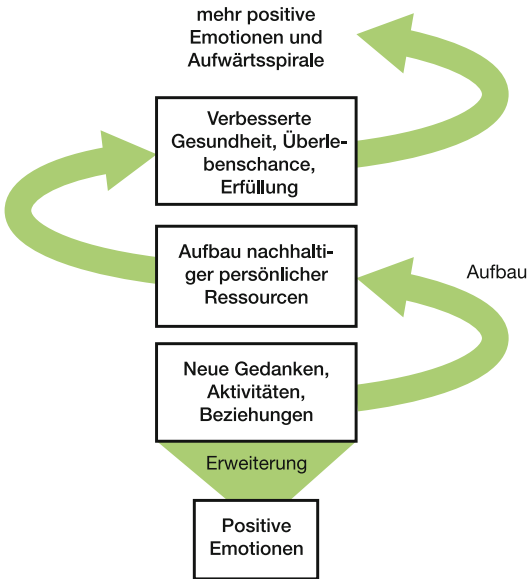 mehr positive
Emotionen und
Aufwärtsspirale
Verbesserte
Gesundheit, Überle-
benschance,
Erfüllung
Aufbau nachhalti-
ger persönlicher
Ressourcen
Aufbau
Neue Gedanken,
Aktivitäten,
Beziehungen
Erweiterung
Positive
Emotionen